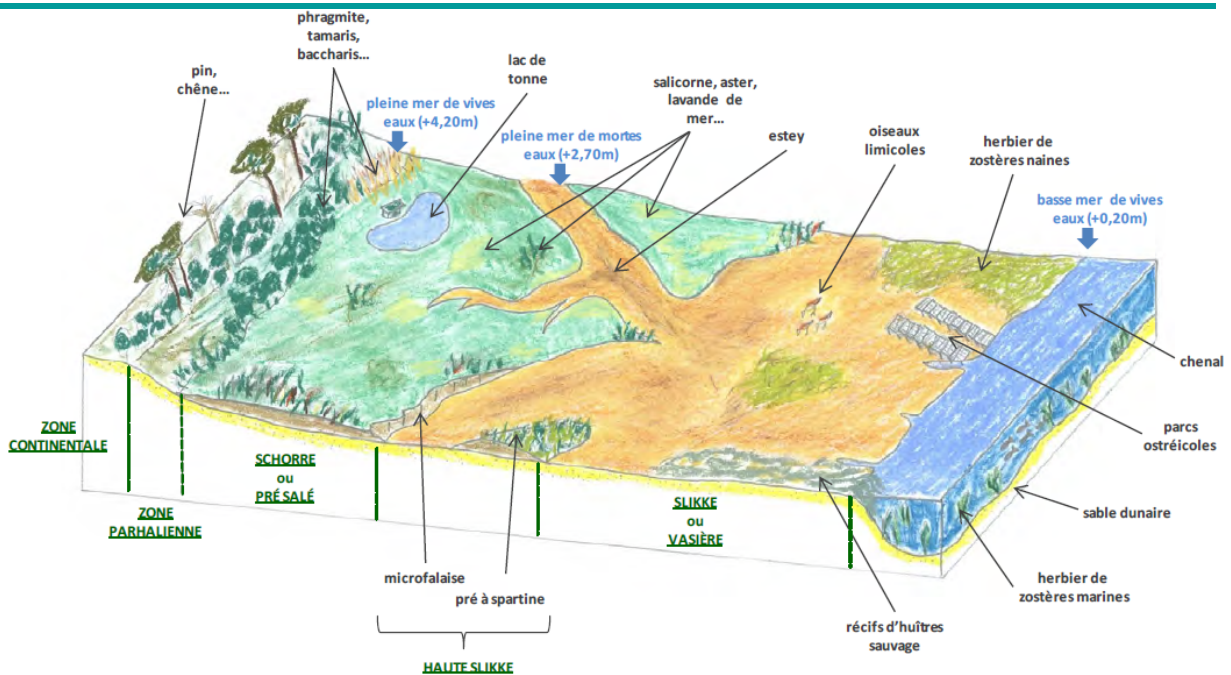 phragmite,
tamaris,
baccharis...
pin,
chêne...
lac de
tonne
pleine mer de vives
eaux (+4,20m)
salicorne, aster,
lavande de
mer...
pleine mer de mortes
eaux (+2,70m)
estey
oiseaux
limicoles
herbier de
zostères naines
basse mer de vives
eaux (+0,20m)
chenal
parcs
ostréicoles
sable dunaire
herbier de
zostères marines
récifs d'huîtres
sauvage
ZONE
CONTINENTALE
ZONE
PARHALIENNE
SCHORRE
ou
PRÉ SALÉ
SLIKKE
ou
VASIÈRE
microfalaise
pré à spartine
HAUTE SLIKKE